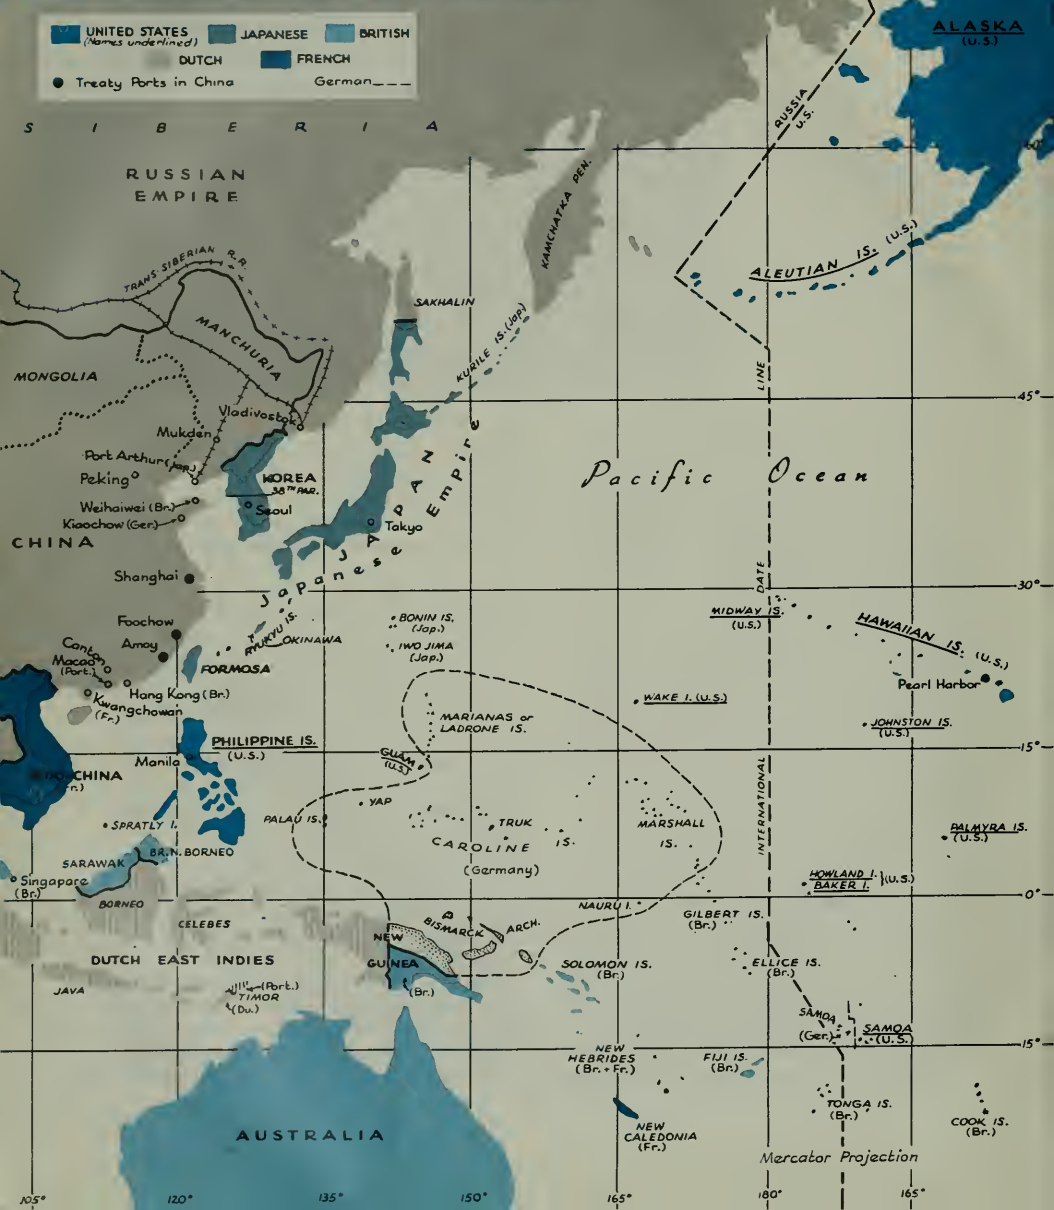 UNITED STATES
(Names underlined)
JAPANESE
BRITISH
DUTCH
FRENCH
Treaty Ports in China
German
ALASKA
(U.S.)
SIBERIA
RUSSIA
U.S.
60°
RUSSIAN
EMPIRE
KAMCHATKA PEN.
TRANS-SIBERIAN R.R.
ALEUTIAN IS. (U.S.)
SAKHALIN
MANCHURIA
KURILE IS. (Jap.)
MONGOLIA
LINE
45°
Vladivostok
Mukden
Port Arthur (Jap.)
Peking
KOREA
38TH PAR.
Weihaiwei (Br.)
Seoul
Kiaochow (Ger.)
Takyo
JAPAN
Japanese Empire
Pacific Ocean
CHINA
Shanghai
DATE
30°
Foochow
Amoy
Canton
Macao
(Port.)
Hang Kong (Br.)
Kwangchowan
(Fr.)
FORMOSA
RYUKYU IS.
OKINAWA
BONIN IS.
(Jap.)
IWO JIMA
(Jap.)
MIDWAY IS.
(U.S.)
HAWAIIAN IS. (U.S.)
Pearl Harbor
WAKE I. (U.S.)
JOHNSTON IS.
(U.S.)
MARIANAS or
LADRONE IS.
PHILIPPINE IS.
(U.S.)
Manila
GUAM
(U.S.)
15°
CHINA
INTERNATIONAL
YAP
PALAU IS.
TRUK
CAROLINE IS.
(Germany)
MARSHALL
IS.
SPRATLY I.
PALMYRA IS.
(U.S.)
SARAWAK
BR. N. BORNEO
Singapare
(Br.)
HOWLAND I.
BAKER I.
(U.S.)
0°
BORNEO
NAURU I.
GILBERT IS.
(Br.)
CELEBES
BISMARCK ARCH.
NEW
GUINEA
(Br.)
DUTCH EAST INDIES
SOLOMON IS.
(Br.)
ELLICE IS.
(Br.)
JAVA
(Port.)
TIMOR
(Du.)
SAMOA
(Ger.)
SAMOA
(U.S.)
15°
NEW
HEBRIDES
(Br. + Fr.)
FIJI IS.
(Br.)
TONGA IS.
(Br.)
COOK IS.
(Br.)
NEW
CALEDONIA
(Fr.)
AUSTRALIA
Mercator Projection
105°
120°
135°
150°
165°
180°
165°